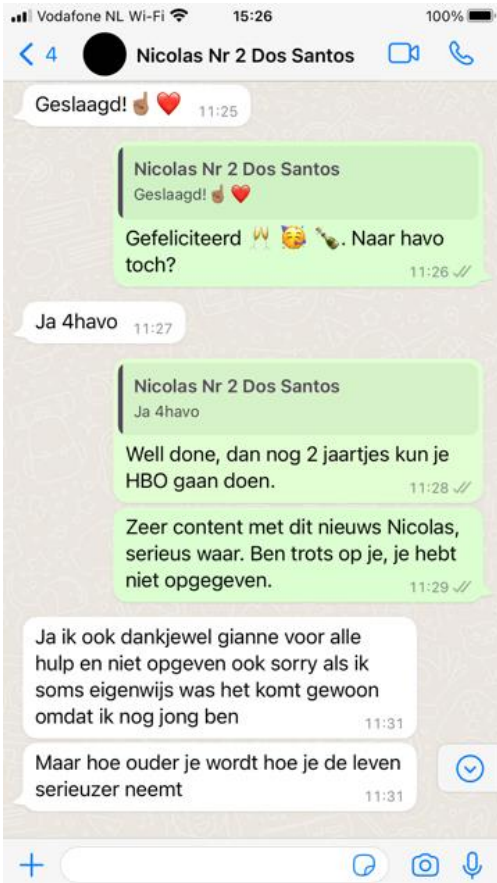 Vodafone NL Wi-Fi 15:26 100%
4 Nicolas Nr 2 Dos Santos
Geslaagd!☝🏽❤️ 11:25
Nicolas Nr 2 Dos Santos
Geslaagd!☝🏽❤️
Gefeliciteerd 🥂 🥳 🍾. Naar havo
toch?
11:26
Ja 4havo 11:27
Nicolas Nr 2 Dos Santos
Ja 4havo
Well done, dan nog 2 jaartjes kun je
HBO gaan doen.
11:28
Zeer content met dit nieuws Nicolas,
serieus waar. Ben trots op je, je hebt
niet opgegeven.
11:29
Ja ik ook dankjewel gianne voor alle
hulp en niet opgeven ook sorry als ik
soms eigenwijs was het komt gewoon
omdat ik nog jong ben
11:31
Maar hoe ouder je wordt hoe je de leven
serieuzer neemt
11:31